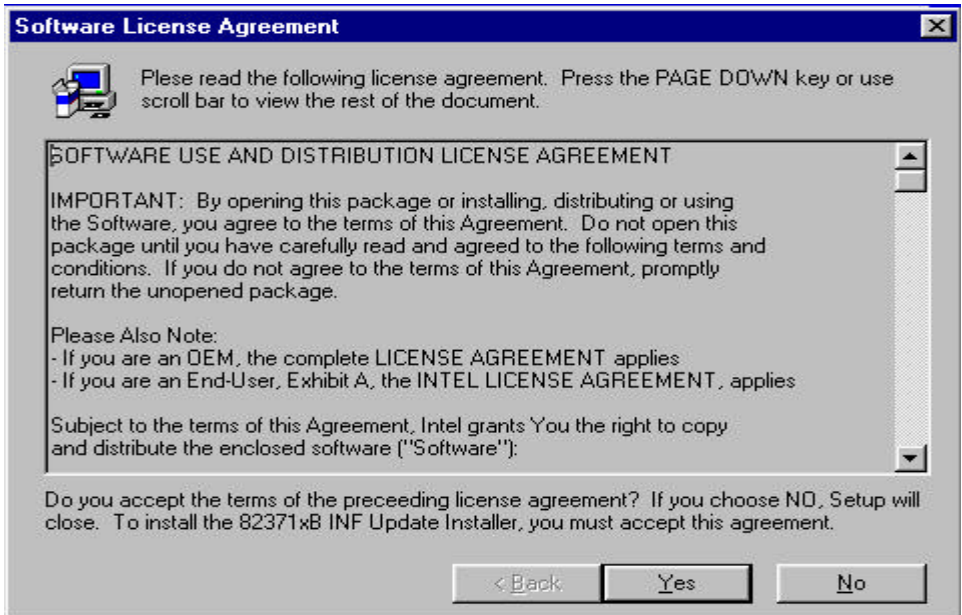 Software License Agreement
Plese read the following license agreement. Press the PAGE DOWN key or use
scroll bar to view the rest of the document.
SOFTWARE USE AND DISTRIBUTION LICENSE AGREEMENT
IMPORTANT: By opening this package or installing, distributing or using
the Software, you agree to the terms of this Agreement. Do not open this
package until you have carefully read and agreed to the following terms and
conditions. If you do not agree to the terms of this Agreement, promptly
return the unopened package.
Please Also Note:
- If you are an OEM, the complete LICENSE AGREEMENT applies
- If you are an End-User, Exhibit A, the INTEL LICENSE AGREEMENT, applies
Subject to the terms of this Agreement, Intel grants You the right to copy
and distribute the enclosed software ("Software"):
Do you accept the terms of the preceeding license agreement? If you choose NO, Setup will
close. To install the 82371xB INF Update Installer, you must accept this agreement.
< Back Yes No